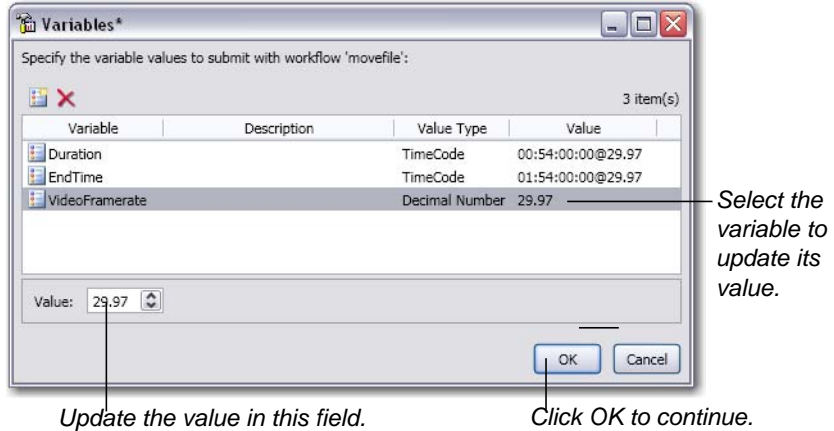 Variables*
Specify the variable values to submit with workflow 'movefile':
3 item(s)
Variable Description Value Type Value
Duration TimeCode 00:54:00:00@29.97
EndTime TimeCode 01:54:00:00@29.97
VideoFramerate Decimal Number 29.97
Select the
variable to
update its
value.
Value: 29.97
OK Cancel
Update the value in this field.
Click OK to continue.